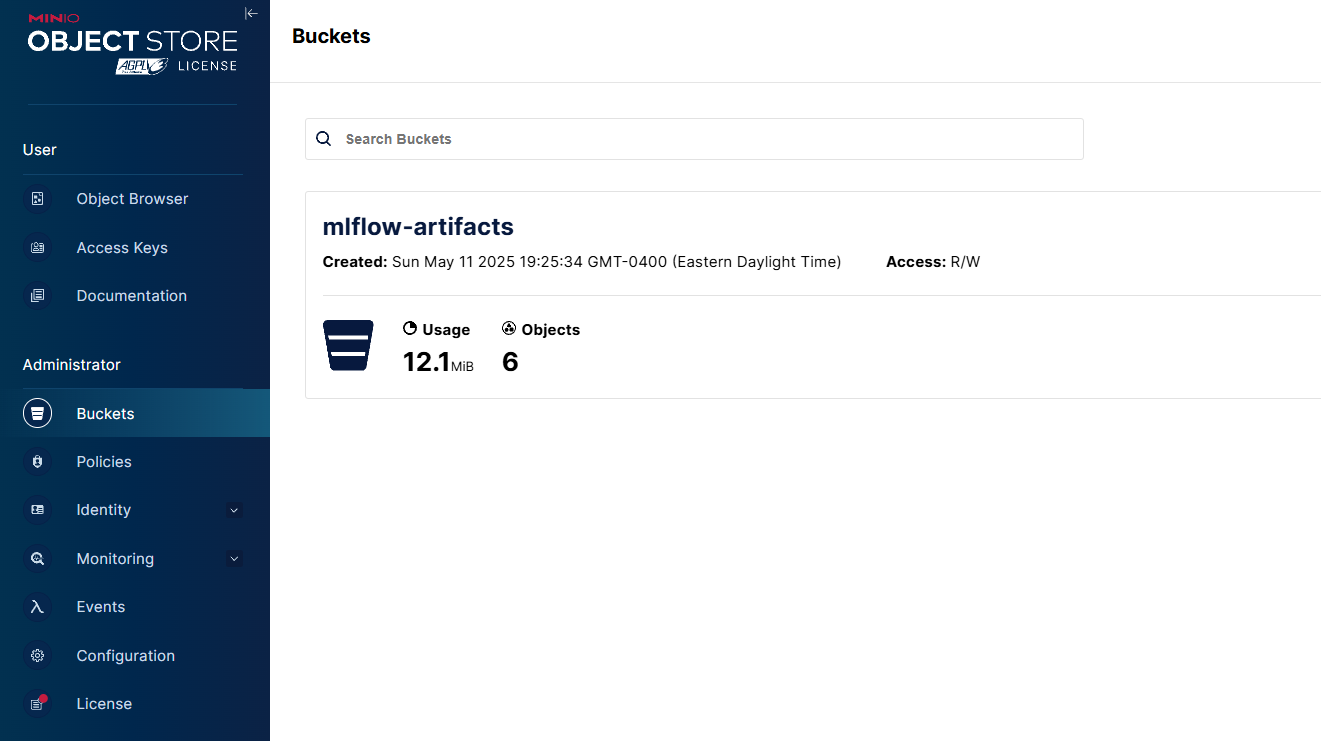 MINIO
OBJECT STORE
AGPL LICENSE
User
Object Browser
Access Keys
Documentation
Administrator
Buckets
Policies
Identity
Monitoring
Events
Configuration
License
Buckets
Search Buckets
mlflow-artifacts
Created: Sun May 11 2025 19:25:34 GMT-0400 (Eastern Daylight Time) Access: R/W
Usage Objects
12.1MiB 6